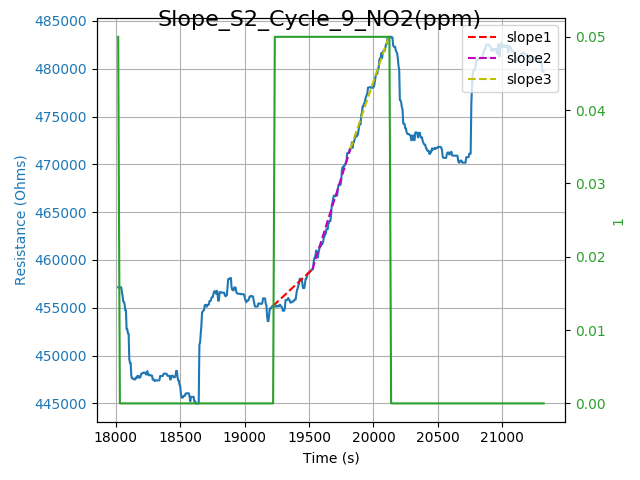 Slope_S2_Cycle_9_NO2(ppm)
485000
480000
475000
470000
465000
460000
455000
450000
445000
Resistance (Ohms)
slope1
slope2
slope3
0.05
0.04
0.03
0.02
0.01
0.00
1
18000 18500 19000 19500 20000 20500 21000
Time (s)